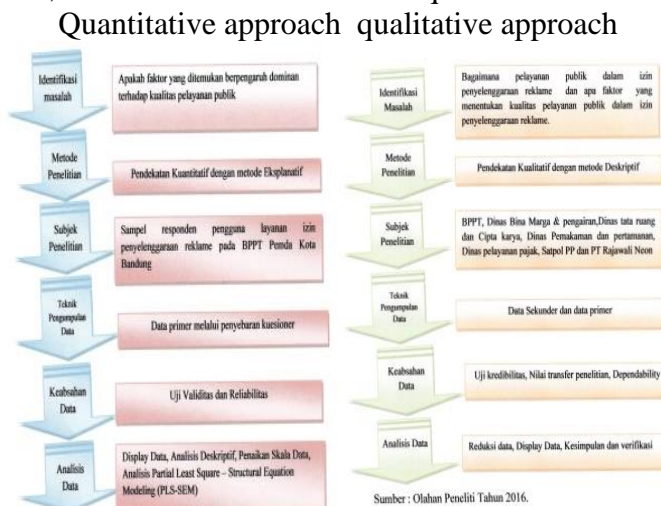 Quantitative approach qualitative approach
Identifikasi
masalah
Apakah faktor yang ditemukan berpengaruh dominan
terhadap kualitas pelayanan publik
Metode
Penelitian
Pendekatan Kuantitatif dengan metode Eksplanatif
Subjek
Penelitian
Sampel responden pengguna layanan izin
penyelenggaraan reklame pada BPPT Pemda Kota
Bandung
Teknik
Pengumpulan
Data
Data primer melalui penyebaran kuesioner
Keabsahan
Data
Uji Validitas dan Reliabilitas
Analisis
Data
Display Data, Analisis Deskriptif, Penaikan Skala Data,
Analisis Partial Least Square – Structural Equation
Modeling (PLS-SEM)
Identifikasi
Masalah
Bagaimana pelayanan publik dalam izin
penyelenggaraan reklame dan apa faktor yang
menentukan kualitas pelayanan publik dalam izin
penyelenggaraan reklame.
Metode
Penelitian
Pendekatan Kualitatif dengan metode Deskriptif
Subjek
Penelitian
BPPT, Dinas Bina Marga & pengairan,Dinas tata ruang
dan Cipta karya, Dinas Pemakaman dan pertamanan,
Dinas pelayanan pajak, Satpol PP dan PT Rajawali Neon
Teknik
Pengumpulan
Data
Data Sekunder dan data primer
Keabsahan
Data
Uji kredibilitas, Nilai transfer penelitian, Dependability
Analisis Data
Reduksi data, Display Data, Kesimpulan dan verifikasi
Sumber : Olahan Peneliti Tahun 2016.